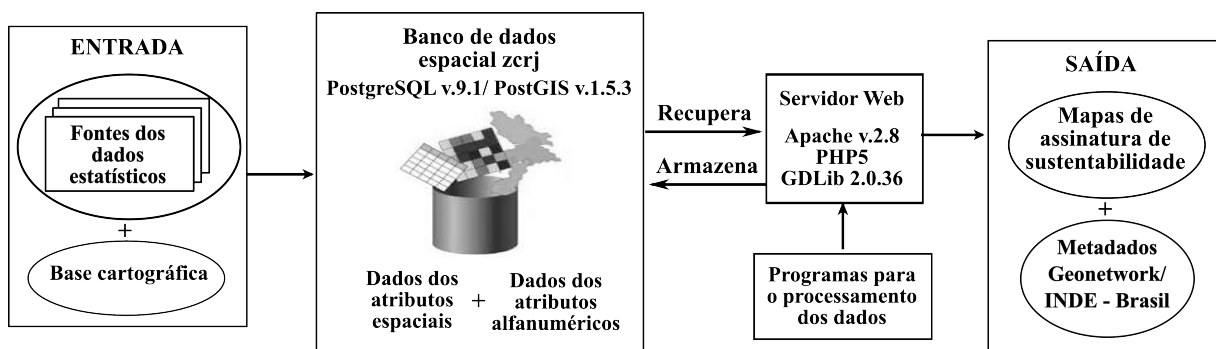 ENTRADA
Fontes dos
dados
estatísticos
+
Base cartográfica
Banco de dados
espacial zcrj
PostgreSQL v.9.1/ PostGIS v.1.5.3
Dados dos
atributos
espaciais
+
Dados dos
atributos
alfanuméricos
Recupera
Armazena
Servidor Web
Apache v.2.8
PHP5
GDLib 2.0.36
Programas para
o processamento
dos dados
SAÍDA
Mapas de
assinatura de
sustentabilidade
+
Metadados
Geonetwork/
INDE - Brasil